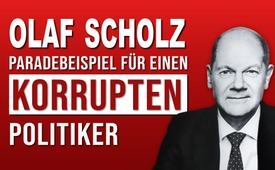 OLAF SCHOLZ
PARADEBEISPIEL FÜR EINEN
KORRUPTEN
POLITIKER